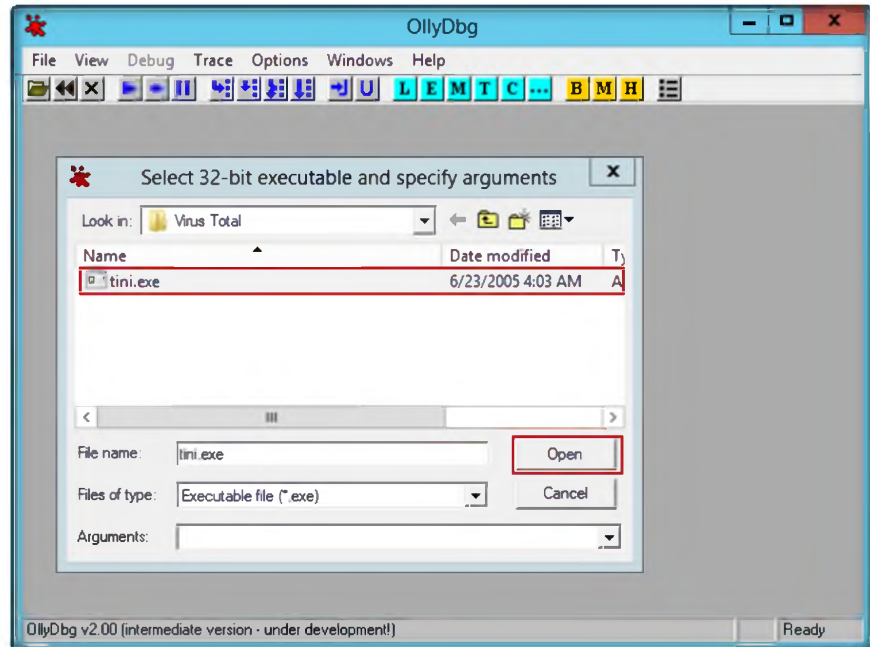 OllyDbg
File View Debug Trace Options Windows Help
L E M T C ... B M H
Select 32-bit executable and specify arguments
Look in: Virus Total
Name Date modified Ty
tini.exe 6/23/2005 4:03 AM A
File name: tini.exe Open
Files of type: Executable file (*.exe) Cancel
Arguments:
OllyDbg v2.00 (intermediate version - under development!) Ready